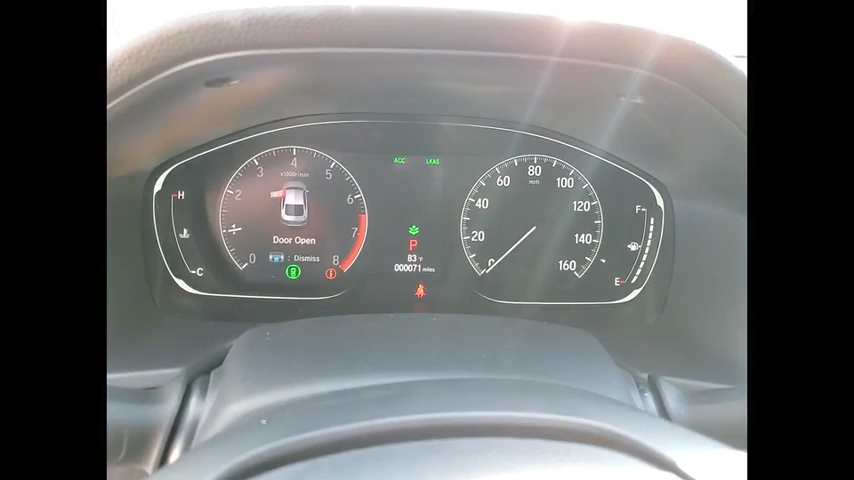 ACC LKAS
x1000r/min
0 1 2 3 4 5 6 7 8
Door Open
: Dismiss
H
C
P
83 °F
000071 miles
0 20 40 60 80 100 120 140 160
mph
F
E